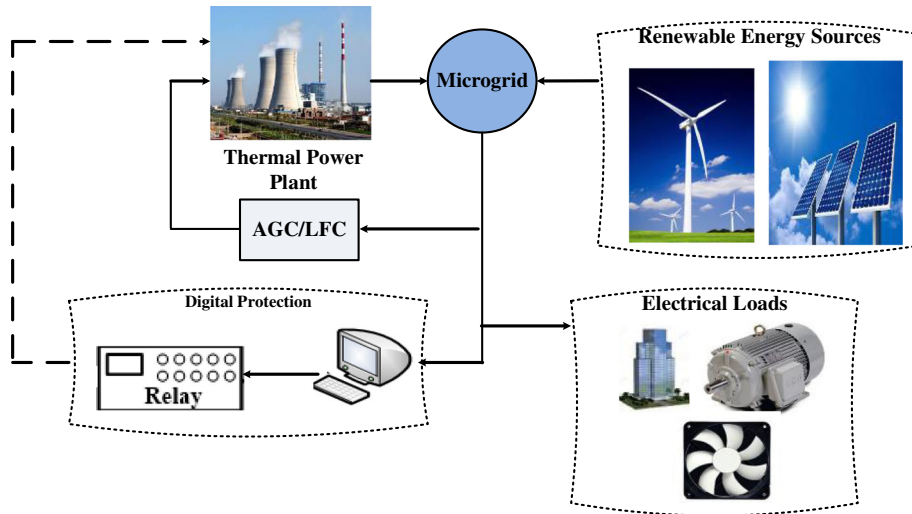 Renewable Energy Sources
Microgrid
Thermal Power
Plant
AGC/LFC
Digital Protection
Relay
Electrical Loads